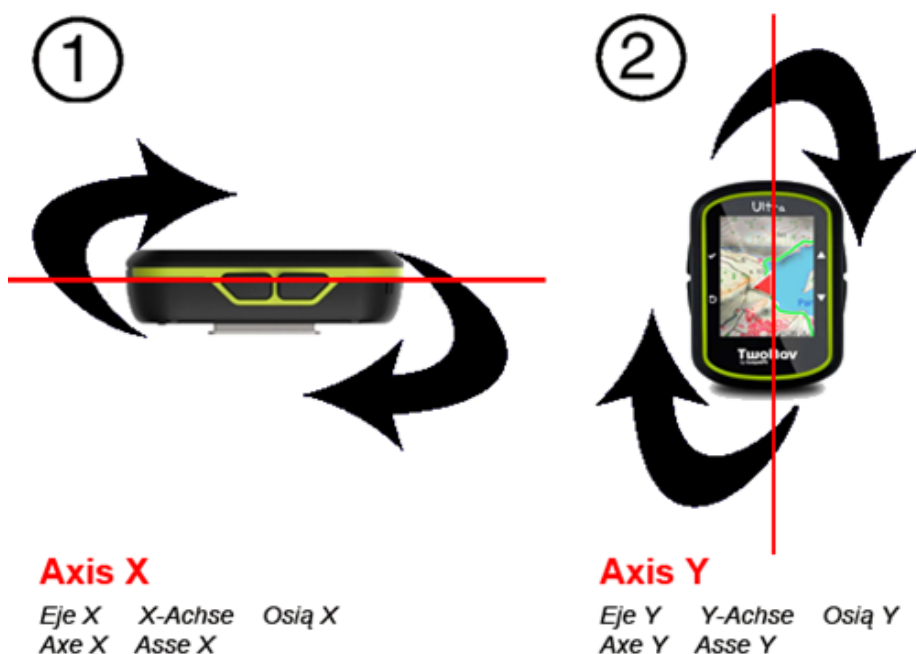 1
2
Ultra
TwoNav
Axis X
Eje X X-Achse Osią X
Axe X Asse X
Axis Y
Eje Y Y-Achse Osią Y
Axe Y Asse Y